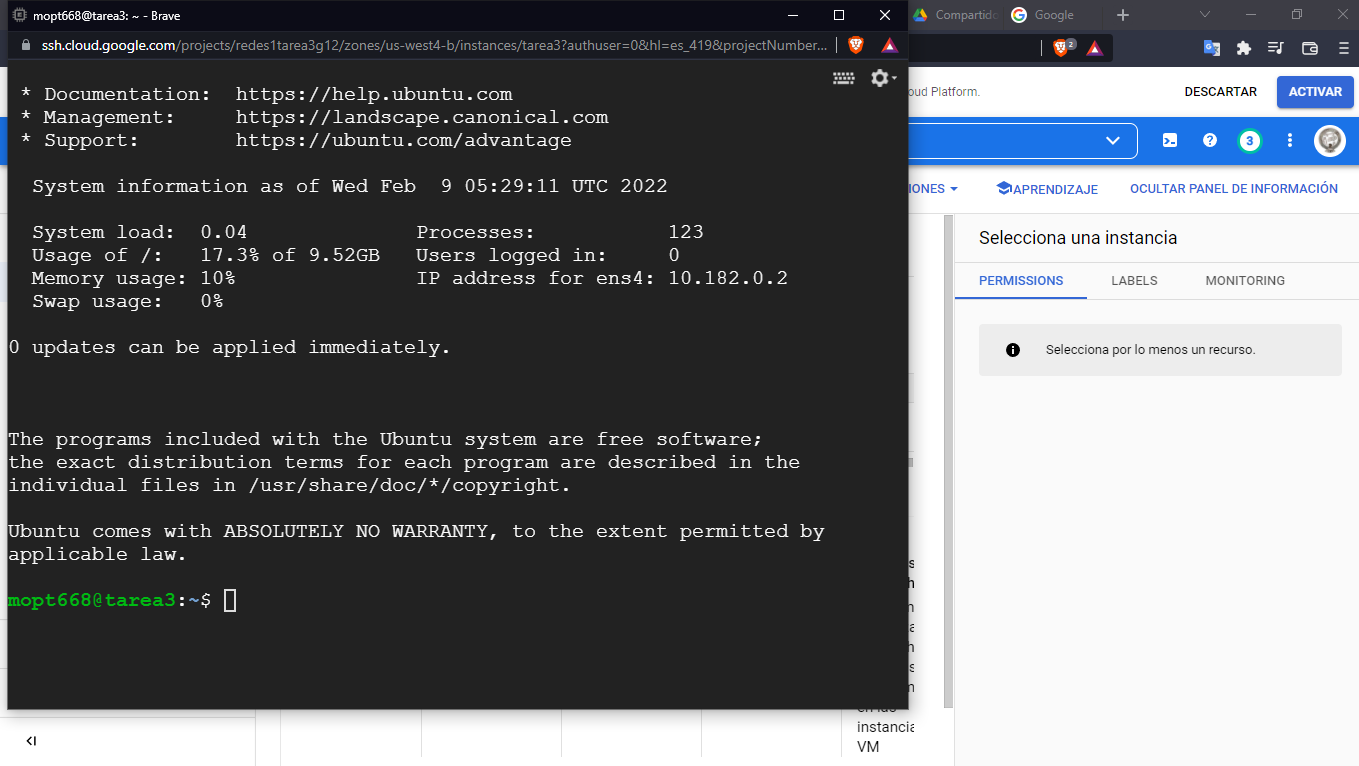 mopt668@tarea3: ~ - Brave
ssh.cloud.google.com/projects/redes1tarea3g12/zones/us-west4-b/instances/tarea3?authuser=0&hl=es_419&projectNumber...
* Documentation:  https://help.ubuntu.com
* Management:     https://landscape.canonical.com
* Support:        https://ubuntu.com/advantage
System information as of Wed Feb  9 05:29:11 UTC 2022
System load:  0.04                Processes:           123
Usage of /:   17.3% of 9.52GB   Users logged in:     0
Memory usage: 10%               IP address for ens4: 10.182.0.2
Swap usage:   0%
0 updates can be applied immediately.
The programs included with the Ubuntu system are free software;
the exact distribution terms for each program are described in the
individual files in /usr/share/doc/*/copyright.
Ubuntu comes with ABSOLUTELY NO WARRANTY, to the extent permitted by
applicable law.
mopt668@tarea3:~$
Compartido
Google
2
oud Platform.
DESCARTAR
ACTIVAR
3
IONES
APRENDIZAJE
OCULTAR PANEL DE INFORMACIÓN
Selecciona una instancia
PERMISSIONS
LABELS
MONITORING
Selecciona por lo menos un recurso.
en las
instancia
VM